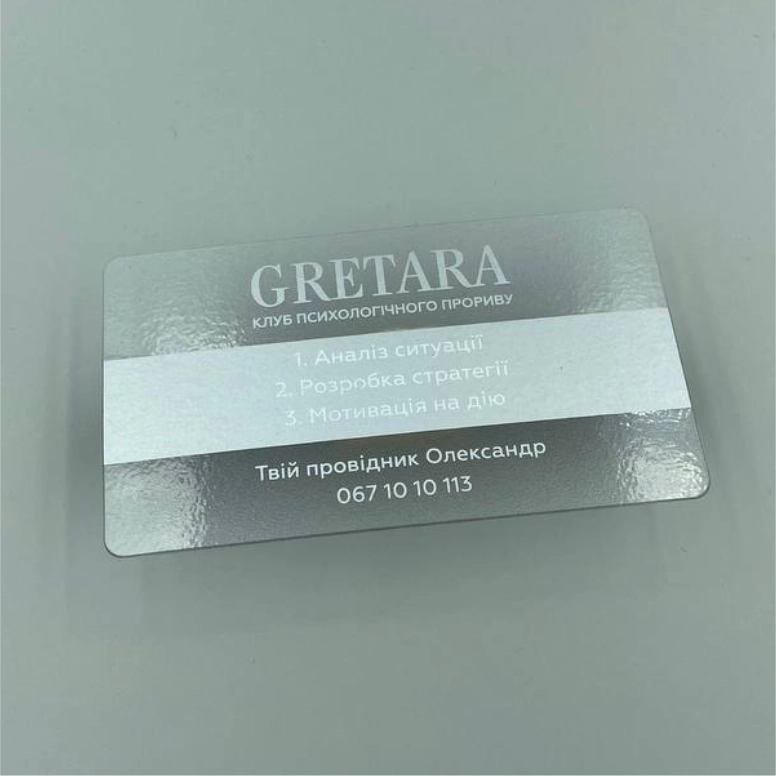 GRETARA
КЛУБ ПСИХОЛОГІЧНОГО ПРОРИВУ
1. Аналіз ситуації
2. Розробка стратегії
3. Мотивація на дію
Твій провідник Олександр
067 10 10 113